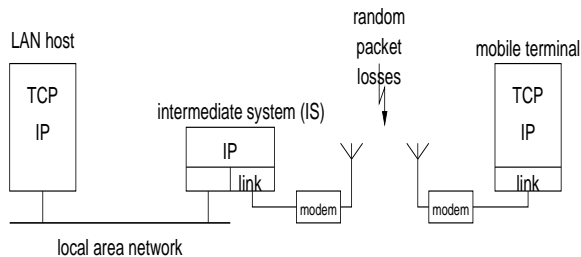 LAN host
TCP
IP
intermediate system (IS)
IP
link
modem
random
packet
losses
mobile terminal
TCP
IP
link
modem
local area network